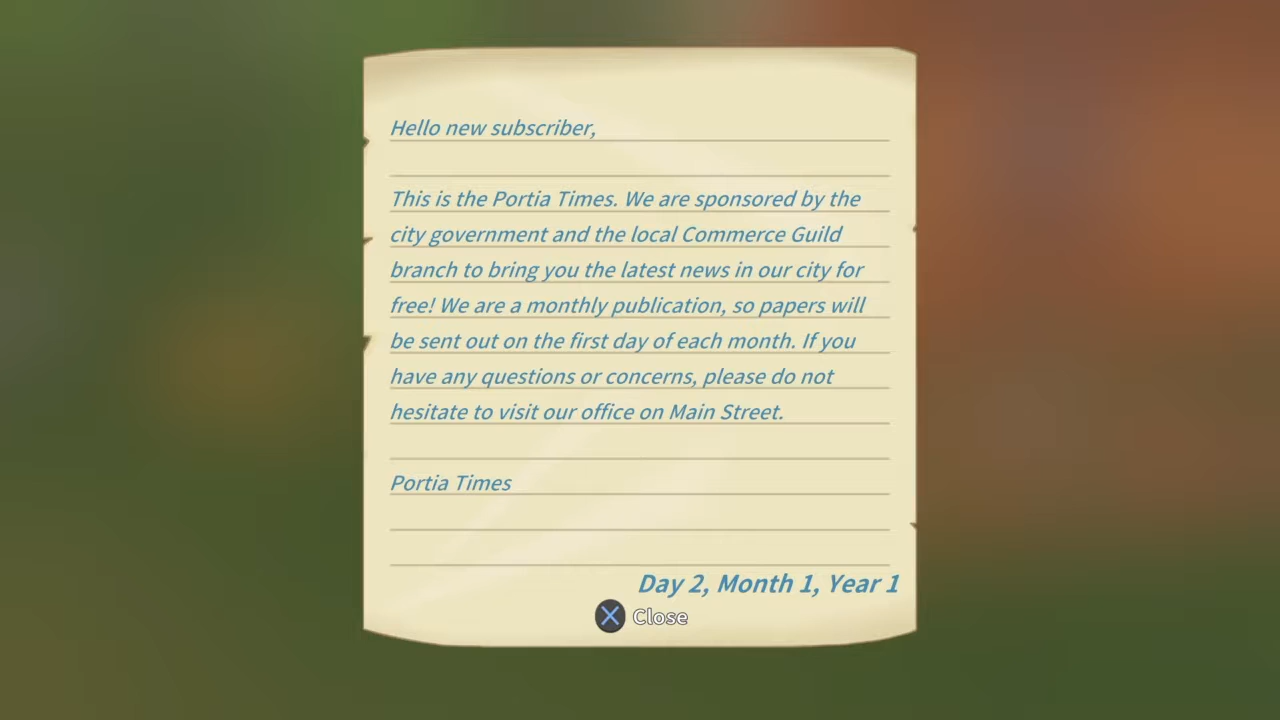 Hello new subscriber,
This is the Portia Times. We are sponsored by the
city government and the local Commerce Guild
branch to bring you the latest news in our city for
free! We are a monthly publication, so papers will
be sent out on the first day of each month. If you
have any questions or concerns, please do not
hesitate to visit our office on Main Street.
Portia Times
Day 2, Month 1, Year 1
Close